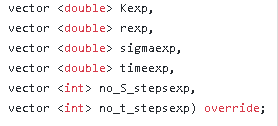 vector <double> Kexp,
vector <double> rexp,
vector <double> sigmaexp,
vector <double> timeexp,
vector <int> no_S_stepsexp,
vector <int> no_t_stepsexp) override;